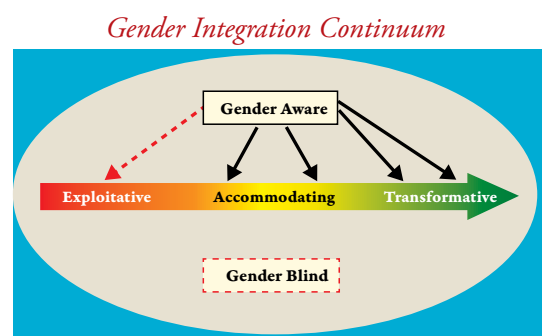 Gender Integration Continuum
Gender Aware
Exploitative Accommodating Transformative
Gender Blind